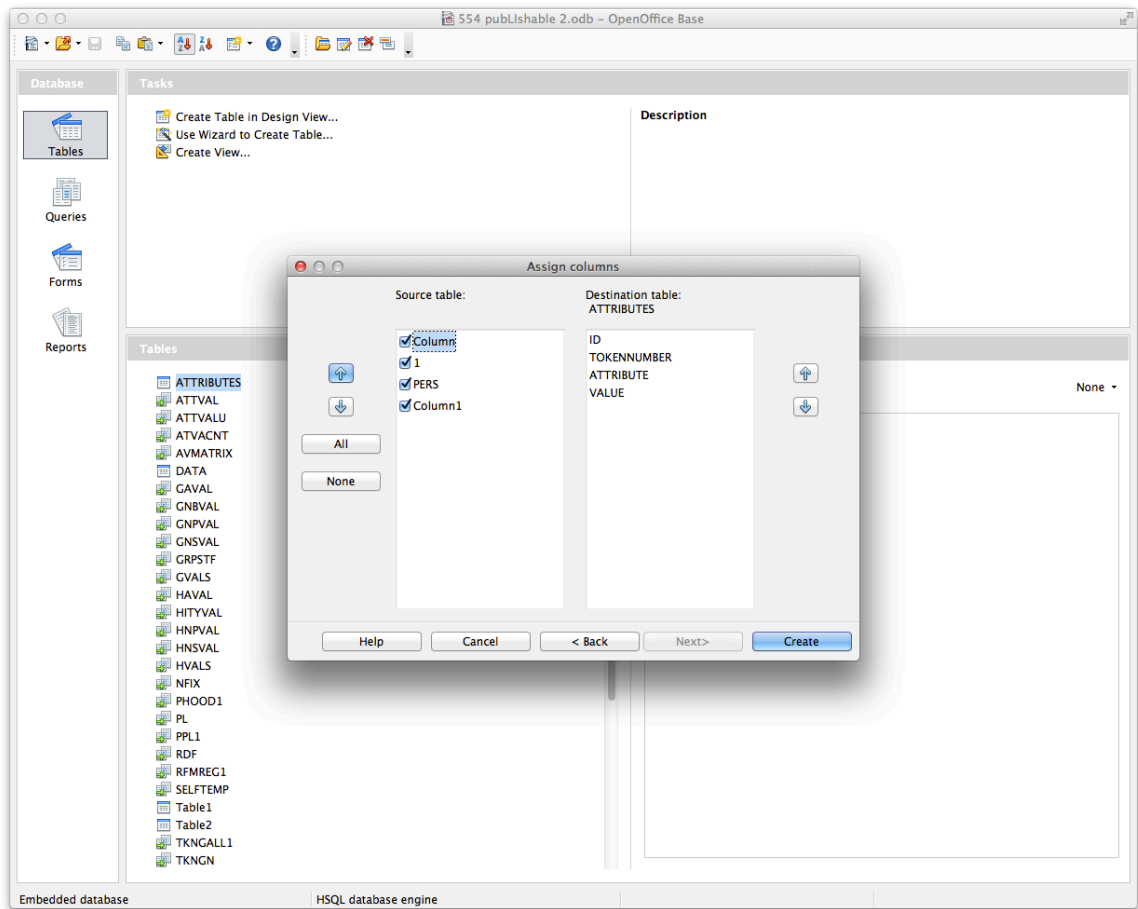 554 pubLIshable 2.odb – OpenOffice Base
Database
Tasks
Tables
Queries
Forms
Reports
Create Table in Design View...
Use Wizard to Create Table...
Create View...
Description
Assign columns
Source table:
Destination table:
ATTRIBUTES
Column
1
PERS
Column1
ID
TOKENNUMBER
ATTRIBUTE
VALUE
All
None
Help
Cancel
< Back
Next>
Create
Tables
None
ATTRIBUTES
ATTVAL
ATTVALU
ATVACNT
AVMATRIX
DATA
GAVAL
GNBVAL
GNPVAL
GNSVAL
GRPSTF
GVALS
HAVAL
HITYVAL
HNPVAL
HNSVAL
HVALS
NFIX
PHOOD1
PL
PPL1
RDF
RFMREG1
SELFTEMP
Table1
Table2
TKNGALL1
TKNGN
Embedded database
HSQL database engine